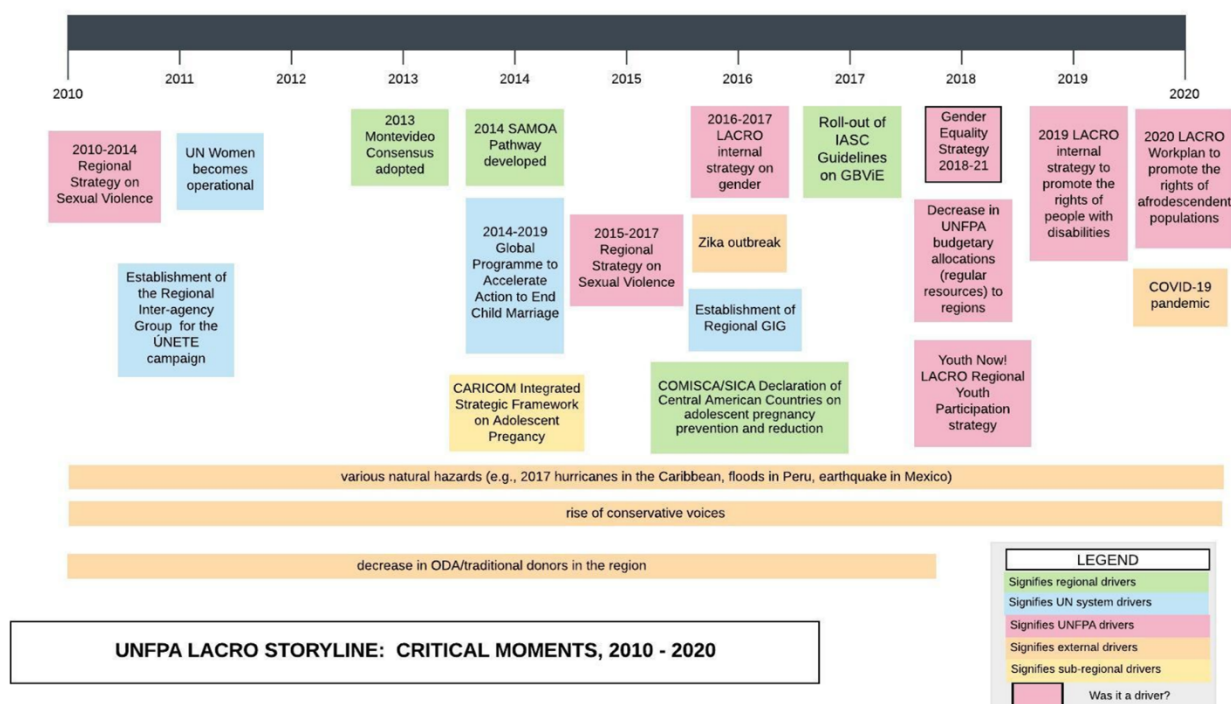 2010
2011
2012
2013
2014
2015
2016
2017
2018
2019
2020
2010-2014
Regional
Strategy on
Sexual Violence
UN Women
becomes
operational
Establishment of
the Regional
Inter-agency
Group for the
ÚNETE
campaign
2013
Montevideo
Consensus
adopted
2014 SAMOA
Pathway
developed
2014-2019
Global
Programme to
Accelerate
Action to End
Child Marriage
CARICOM Integrated
Strategic Framework
on Adolescent
Pregancy
2015-2017
Regional
Strategy on
Sexual Violence
2016-2017
LACRO
internal
strategy on
gender
Zika outbreak
Establishment of
Regional GIG
COMISCA/SICA Declaration of
Central American Countries on
adolescent pregnancy
prevention and reduction
Roll-out of
IASC
Guidelines
on GBViE
Gender
Equality
Strategy
2018-21
Decrease in
UNFPA
budgetary
allocations
(regular
resources) to
regions
Youth Now!
LACRO Regional
Youth
Participation
strategy
2019 LACRO
internal
strategy to
promote the
rights of
people with
disabilities
2020 LACRO
Workplan to
promote the
rights of
afrodescendent
populations
COVID-19
pandemic
various natural hazards (e.g., 2017 hurricanes in the Caribbean, floods in Peru, earthquake in Mexico)
rise of conservative voices
decrease in ODA/traditional donors in the region
UNFPA LACRO STORYLINE: CRITICAL MOMENTS, 2010 - 2020
LEGEND
Signifies regional drivers
Signifies UN system drivers
Signifies UNFPA drivers
Signifies external drivers
Signifies sub-regional drivers
Was it a driver?